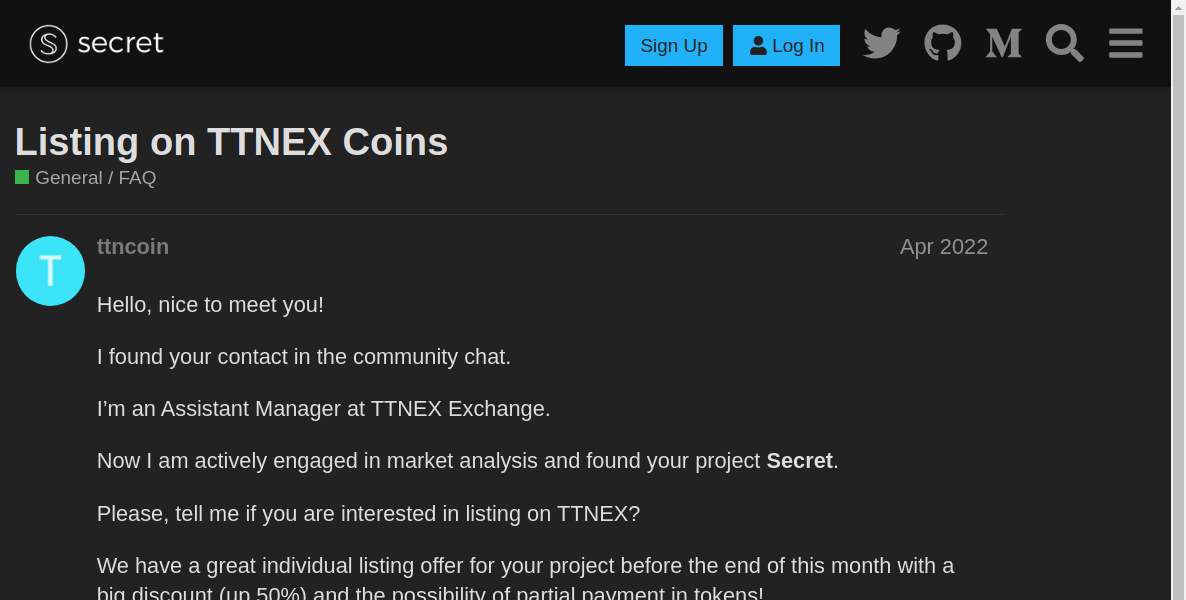 secret
Sign Up
Log In
Listing on TTNEX Coins
General / FAQ
T
ttncoin
Apr 2022
Hello, nice to meet you!
I found your contact in the community chat.
I’m an Assistant Manager at TTNEX Exchange.
Now I am actively engaged in market analysis and found your project Secret.
Please, tell me if you are interested in listing on TTNEX?
We have a great individual listing offer for your project before the end of this month with a
big discount (up 50%) and the possibility of partial payment in tokens!